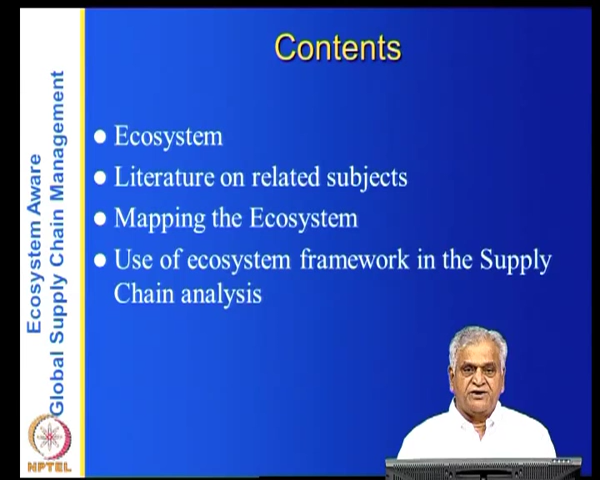 Contents
Ecosystem
Literature on related subjects
Mapping the Ecosystem
Use of ecosystem framework in the Supply
Chain analysis
Ecosystem Aware
Global Supply Chain Management
NPTEL